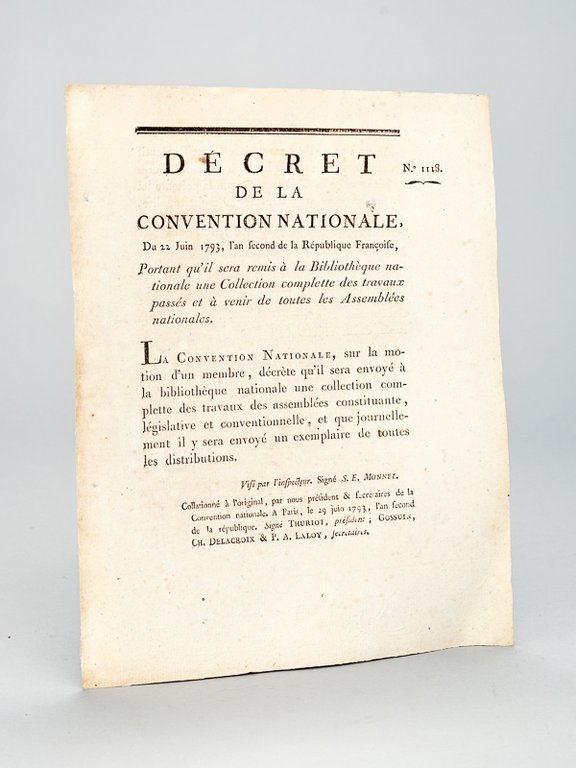 DÉCRET
N.º 1118.
DE LA
CONVENTION NATIONALE,
Du 22 Juin 1793, l'an second de la République Françoise,
Portant qu'il sera remis à la Bibliothèque na-
tionale une Collection complette des travaux
passés et à venir de toutes les Assemblées
nationales.
LA CONVENTION NATIONALE, sur la mo-
tion d'un membre, décrète qu'il sera envoyé à
la bibliothèque nationale une collection com-
plette des travaux des assemblées constituante,
législative et conventionnelle, et que journelle-
ment il y sera envoyé un exemplaire de toutes
les distributions.
Visé par l'inspecteur. Signé S. E. MONNEL.
Collationné à l'original, par nous président & secrétaires de la
Convention nationale. A Paris, le 29 juin 1793, l'an second
de la république. Signé THURIOT, président; GOSSUIN,
CH. DELACROIX & P. A. LALOY, secrétaires.